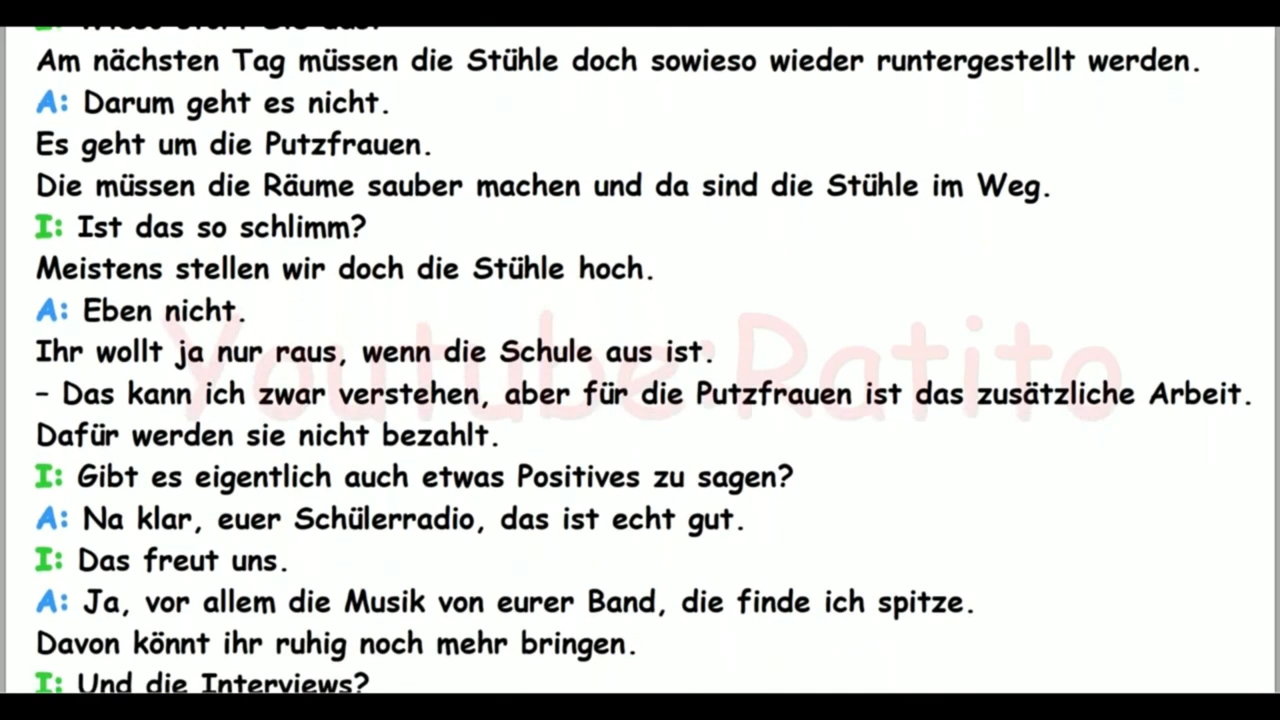 Am nächsten Tag müssen die Stühle doch sowieso wieder runtergestellt werden.
A: Darum geht es nicht.
Es geht um die Putzfrauen.
Die müssen die Räume sauber machen und da sind die Stühle im Weg.
I: Ist das so schlimm?
Meistens stellen wir doch die Stühle hoch.
A: Eben nicht.
Ihr wollt ja nur raus, wenn die Schule aus ist.
Youtube:Ratito
– Das kann ich zwar verstehen, aber für die Putzfrauen ist das zusätzliche Arbeit.
Dafür werden sie nicht bezahlt.
I: Gibt es eigentlich auch etwas Positives zu sagen?
A: Na klar, euer Schülerradio, das ist echt gut.
I: Das freut uns.
A: Ja, vor allem die Musik von eurer Band, die finde ich spitze.
Davon könnt ihr ruhig noch mehr bringen.
I: Und die Interviews?